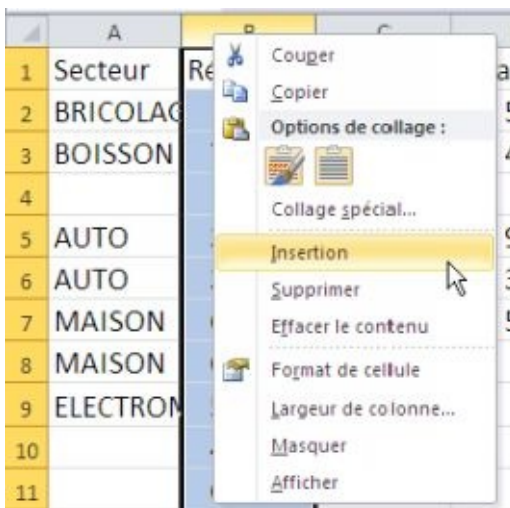 A
1 Secteur Ré
2 BRICOLAG 5
3 BOISSON 4
4
5 AUTO
6 AUTO
7 MAISON
8 MAISON
9 ELECTRON
10
11
Couper
Copier
Options de collage :
Collage spécial...
Insertion
Supprimer
Effacer le contenu
Format de cellule
Largeur de colonne...
Masquer
Afficher